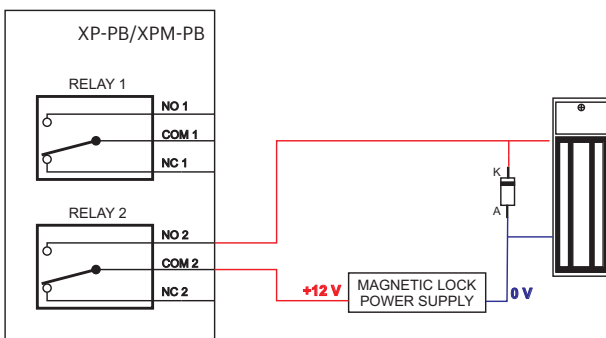 XP-PB/XPM-PB
RELAY 1
NO 1
COM 1
NC 1
RELAY 2
NO 2
COM 2
NC 2
K
A
+12 V
MAGNETIC LOCK
POWER SUPPLY
0 V